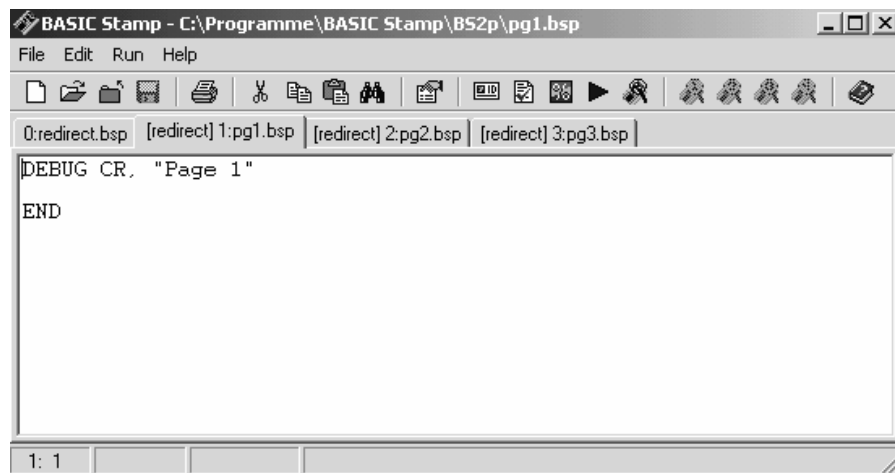 BASIC Stamp - C:\Programme\BASIC Stamp\BS2p\pg1.bsp
File Edit Run Help
0:redirect.bsp [redirect] 1:pg1.bsp [redirect] 2:pg2.bsp [redirect] 3:pg3.bsp
DEBUG CR, "Page 1"
END
1: 1